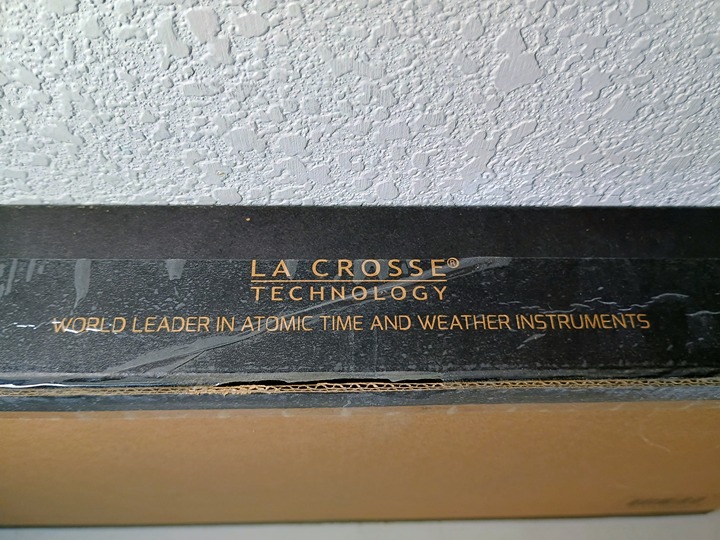 LA CROSSE®
TECHNOLOGY
WORLD LEADER IN ATOMIC TIME AND WEATHER INSTRUMENTS